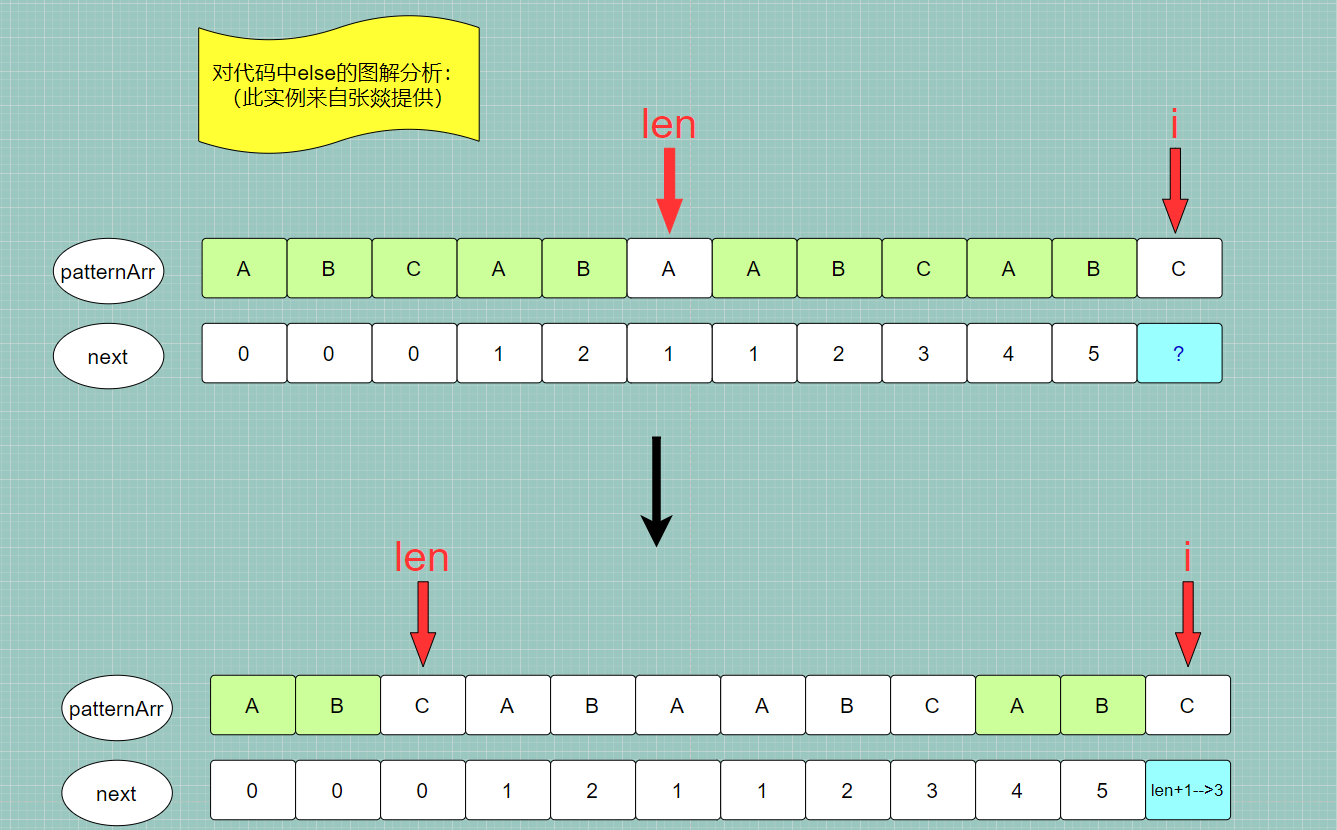 对代码中else的图解分析：
（此实例来自张燚提供）
len i
patternArr A B C A B A A B C A B C
next 0 0 0 1 2 1 1 2 3 4 5 ?
len i
patternArr A B C A B A A B C A B C
next 0 0 0 1 2 1 1 2 3 4 5 len+1-->3